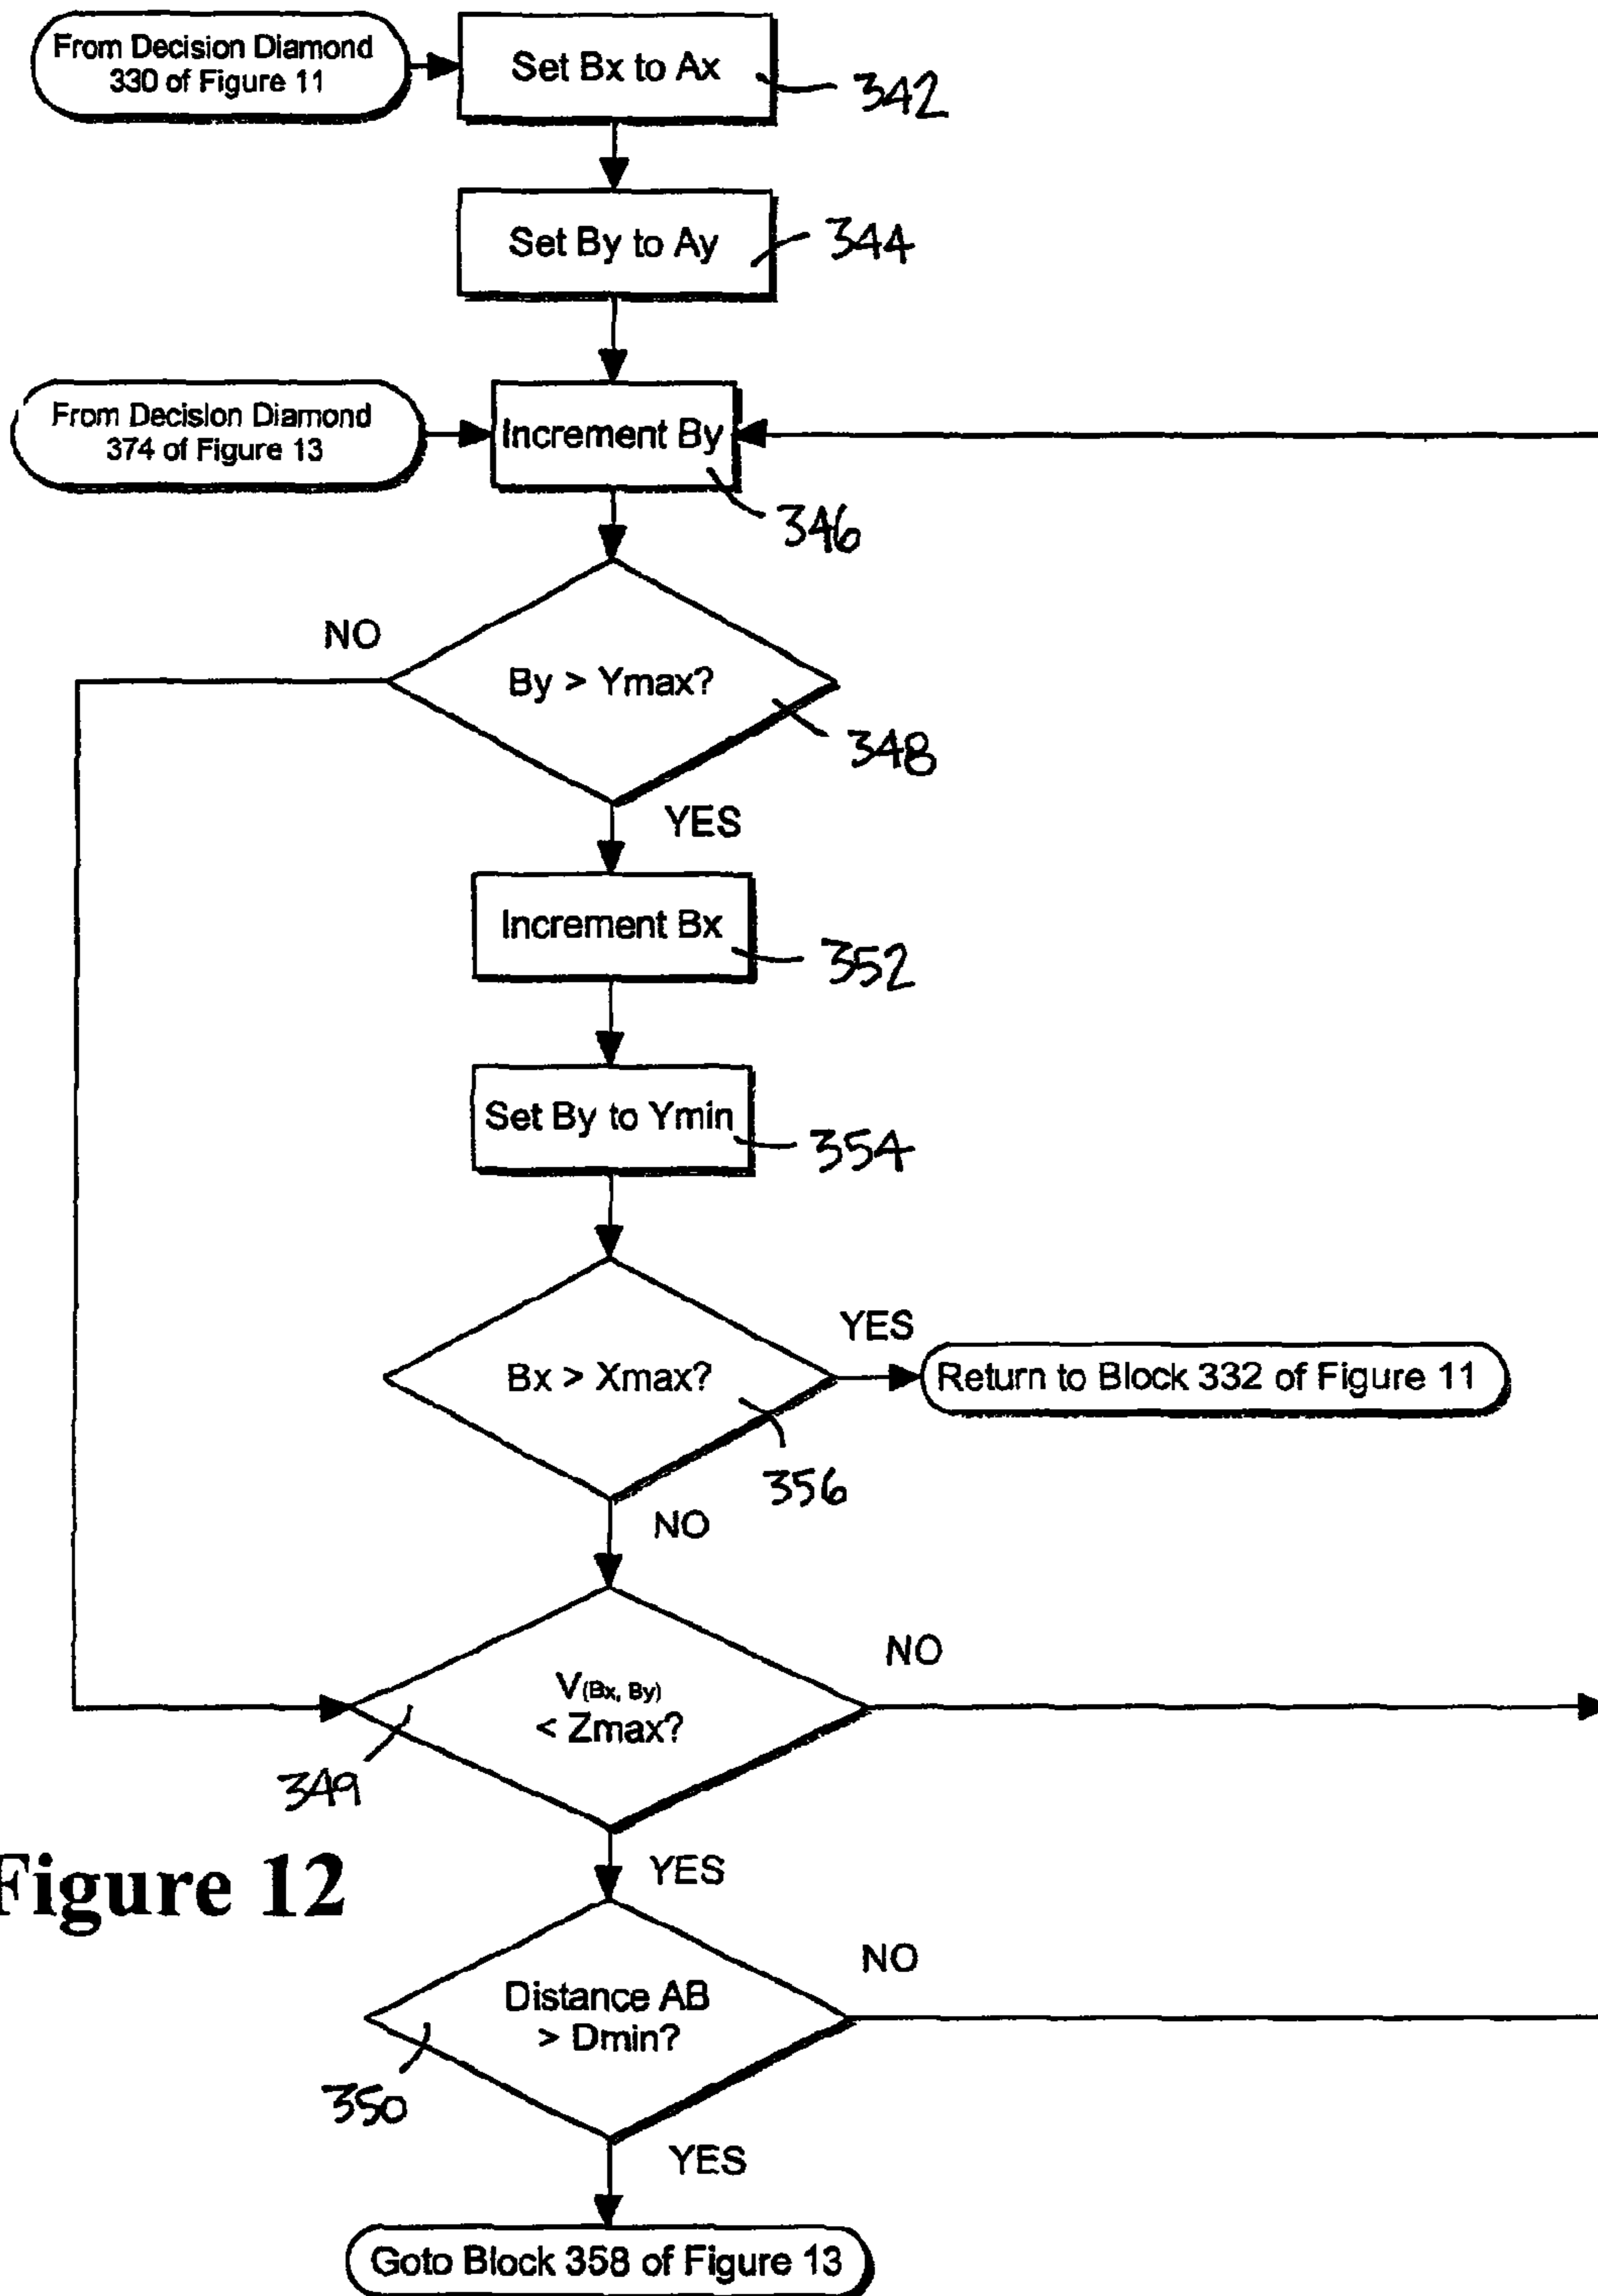 From Decision Diamond
330 of Figure 11
Set Bx to Ax
342
Set By to Ay
344
From Decision Diamond
374 of Figure 13
Increment By
346
NO
By > Ymax?
348
YES
Increment Bx
352
Set By to Ymin
354
YES
Bx > Xmax?
Return to Block 332 of Figure 11
356
NO
NO
V(Bx, By)
< Zmax?
349
YES
Figure 12
NO
Distance AB
> Dmin?
350
YES
Goto Block 358 of Figure 13